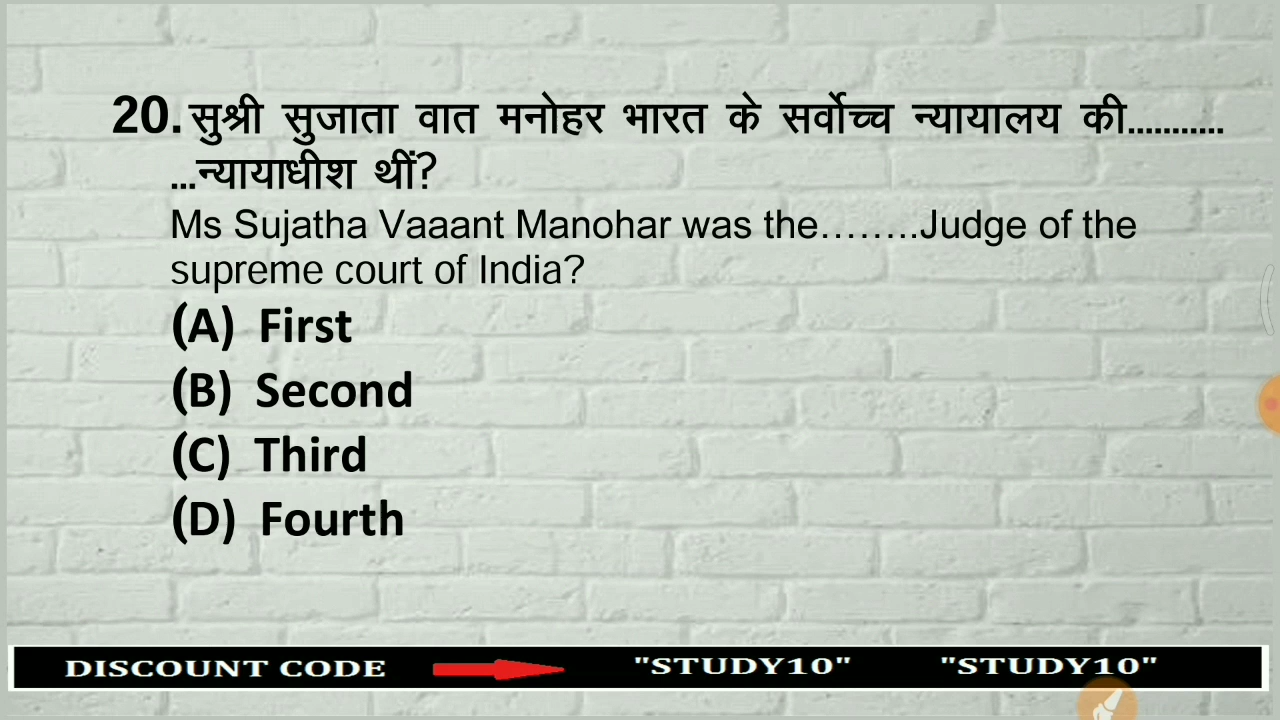 20. सुश्री सुजाता वात मनोहर भारत के सर्वोच्च न्यायालय की...........
...न्यायाधीश थीं?
Ms Sujatha Vaaant Manohar was the……..Judge of the
supreme court of India?
(A) First
(B) Second
(C) Third
(D) Fourth
DISCOUNT CODE "STUDY10" "STUDY10"